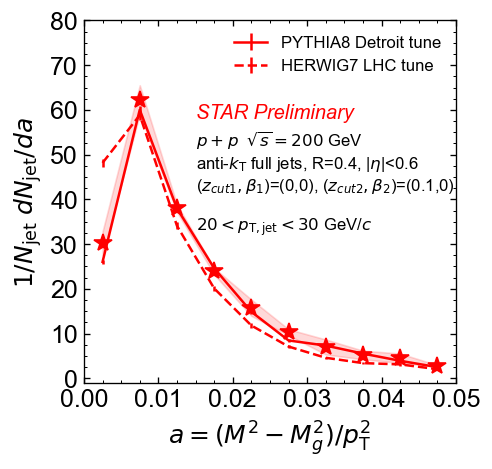 PYTHIA8 Detroit tune
HERWIG7 LHC tune
STAR Preliminary
p + p √s = 200 GeV
anti-k_T full jets, R=0.4, |η|<0.6
(z_cut1, β_1)=(0,0), (z_cut2, β_2)=(0.1,0)
20 < p_T,jet < 30 GeV/c
1/N_jet dN_jet/da
80
70
60
50
40
30
20
10
0
0.00 0.01 0.02 0.03 0.04 0.05
a = (M² − M_g²)/p_T²